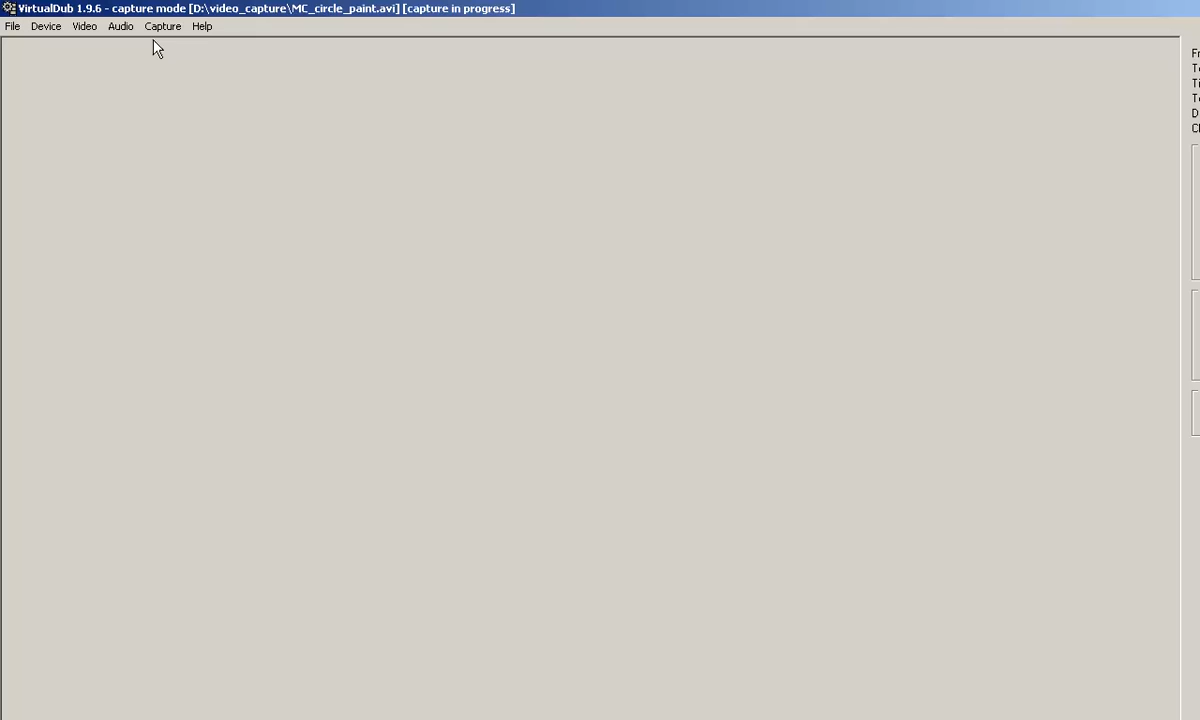 VirtualDub 1.9.6 - capture mode [D:\video_capture\MC_circle_paint.avi] [capture in progress]
File Device Video Audio Capture Help